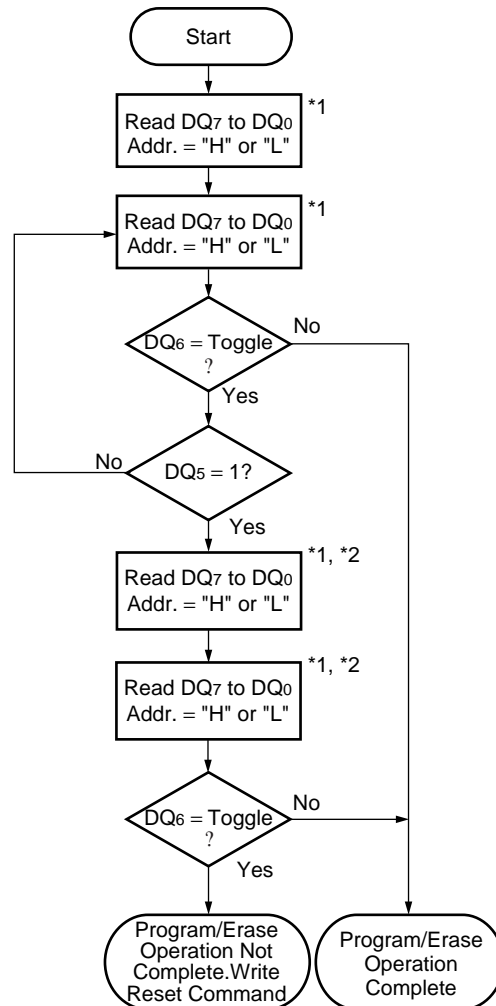 Start
*1
Read DQ7 to DQ0
Addr. = "H" or "L"
*1
Read DQ7 to DQ0
Addr. = "H" or "L"
No
DQ6 = Toggle
?
Yes
No
DQ5 = 1?
Yes
*1, *2
Read DQ7 to DQ0
Addr. = "H" or "L"
*1, *2
Read DQ7 to DQ0
Addr. = "H" or "L"
No
DQ6 = Toggle
?
Yes
Program/Erase
Operation Not
Complete.Write
Reset Command
Program/Erase
Operation
Complete